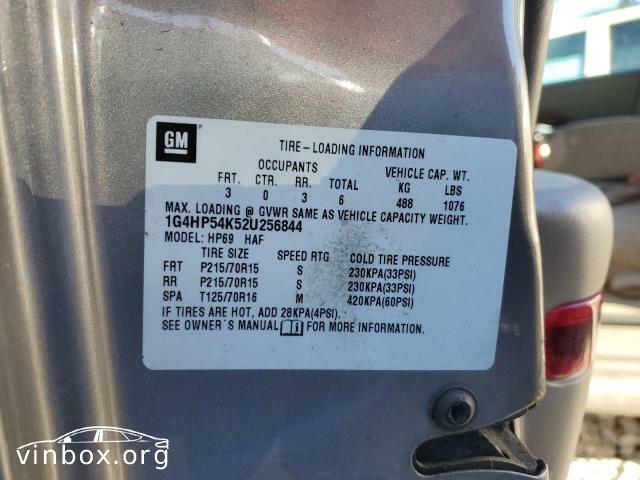 GM
TIRE-LOADING INFORMATION
OCCUPANTS VEHICLE CAP. WT.
FRT. CTR. RR. TOTAL KG LBS
3 0 3 6 488 1076
MAX. LOADING @ GVWR SAME AS VEHICLE CAPACITY WEIGHT.
1G4HP54K52U256844
MODEL: HP69 HAF
TIRE SIZE SPEED RTG COLD TIRE PRESSURE
FRT P215/70R15 S 230KPA(33PSI)
RR P215/70R15 S 230KPA(33PSI)
SPA T125/70R16 M 420KPA(60PSI)
IF TIRES ARE HOT, ADD 28KPA(4PSI).
SEE OWNER'S MANUAL FOR MORE INFORMATION.
vinbox.org